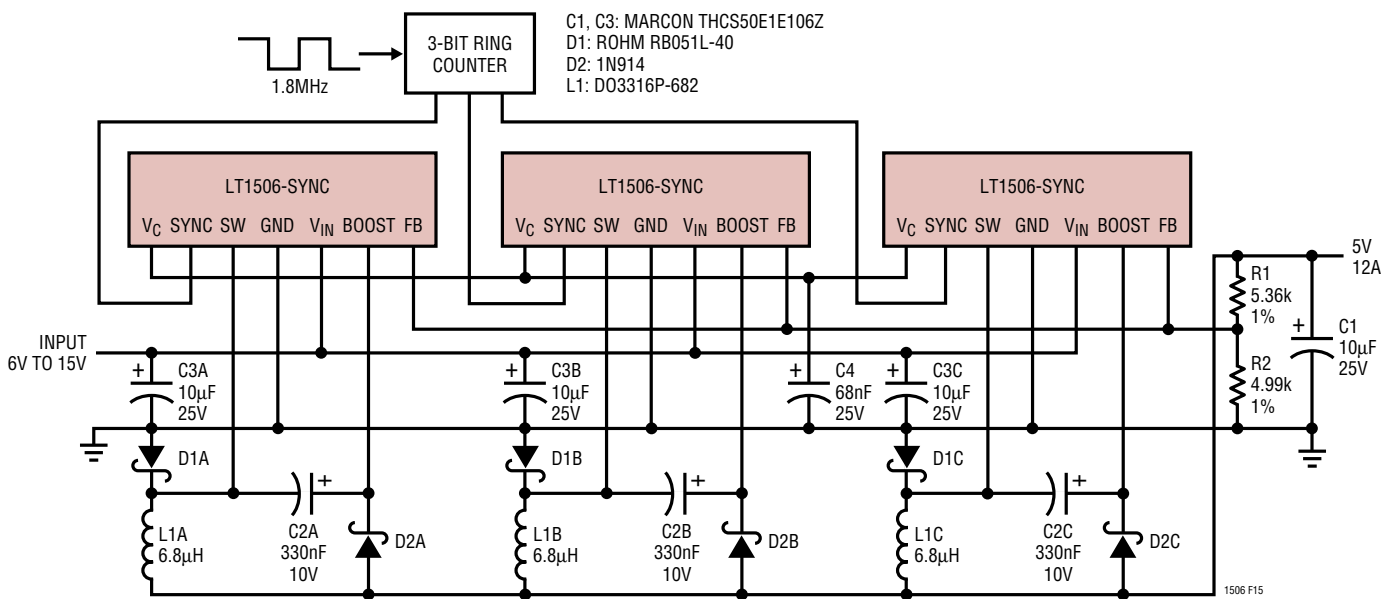 C1, C3: MARCON THCS50E1E106Z
D1: ROHM RB051L-40
D2: 1N914
L1: DO3316P-682
3-BIT RING
COUNTER
1.8MHz
LT1506-SYNC
VC SYNC SW GND VIN BOOST FB
LT1506-SYNC
VC SYNC SW GND VIN BOOST FB
LT1506-SYNC
VC SYNC SW GND VIN BOOST FB
5V
12A
R1
5.36k
1%
+
C1
10µF
25V
INPUT
6V TO 15V
+
C3A
10µF
25V
+
C3B
10µF
25V
+
C4
68nF
25V
+
C3C
10µF
25V
R2
4.99k
1%
D1A
D1B
D1C
+
C2A
330nF
10V
L1A
6.8µH
D2A
+
C2B
330nF
10V
L1B
6.8µH
D2B
+
C2C
330nF
10V
L1C
6.8µH
D2C
1506 F15